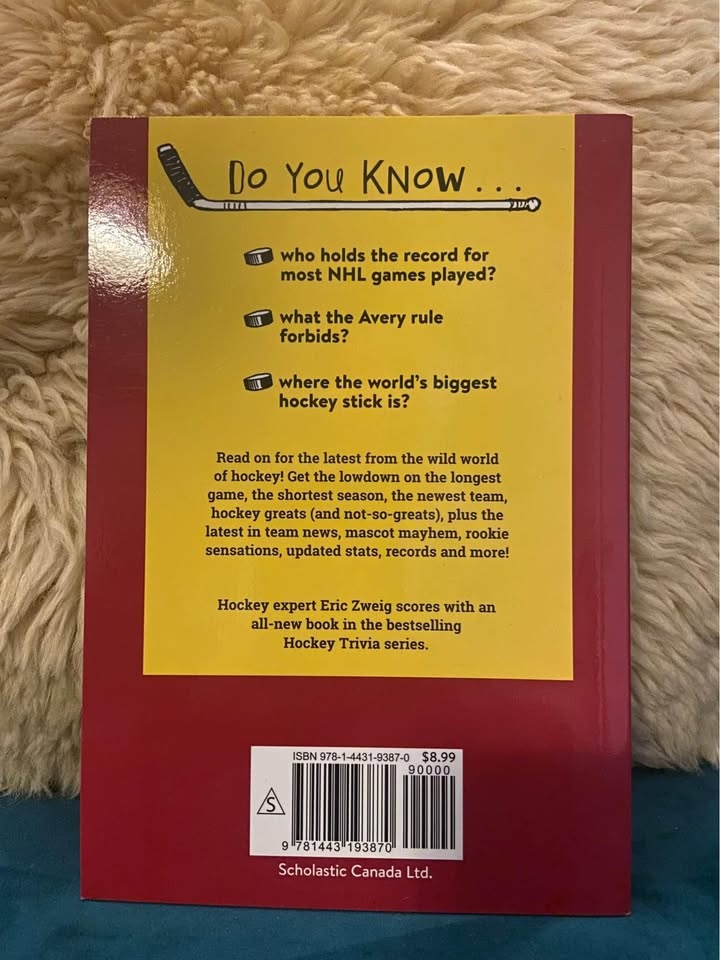 Do You Know...
who holds the record for
most NHL games played?
what the Avery rule
forbids?
where the world's biggest
hockey stick is?
Read on for the latest from the wild world
of hockey! Get the lowdown on the longest
game, the shortest season, the newest team,
hockey greats (and not-so-greats), plus the
latest in team news, mascot mayhem, rookie
sensations, updated stats, records and more!
Hockey expert Eric Zweig scores with an
all-new book in the bestselling
Hockey Trivia series.
ISBN 978-1-4431-9387-0 $8.99
90000
S
9 781443 193870
Scholastic Canada Ltd.